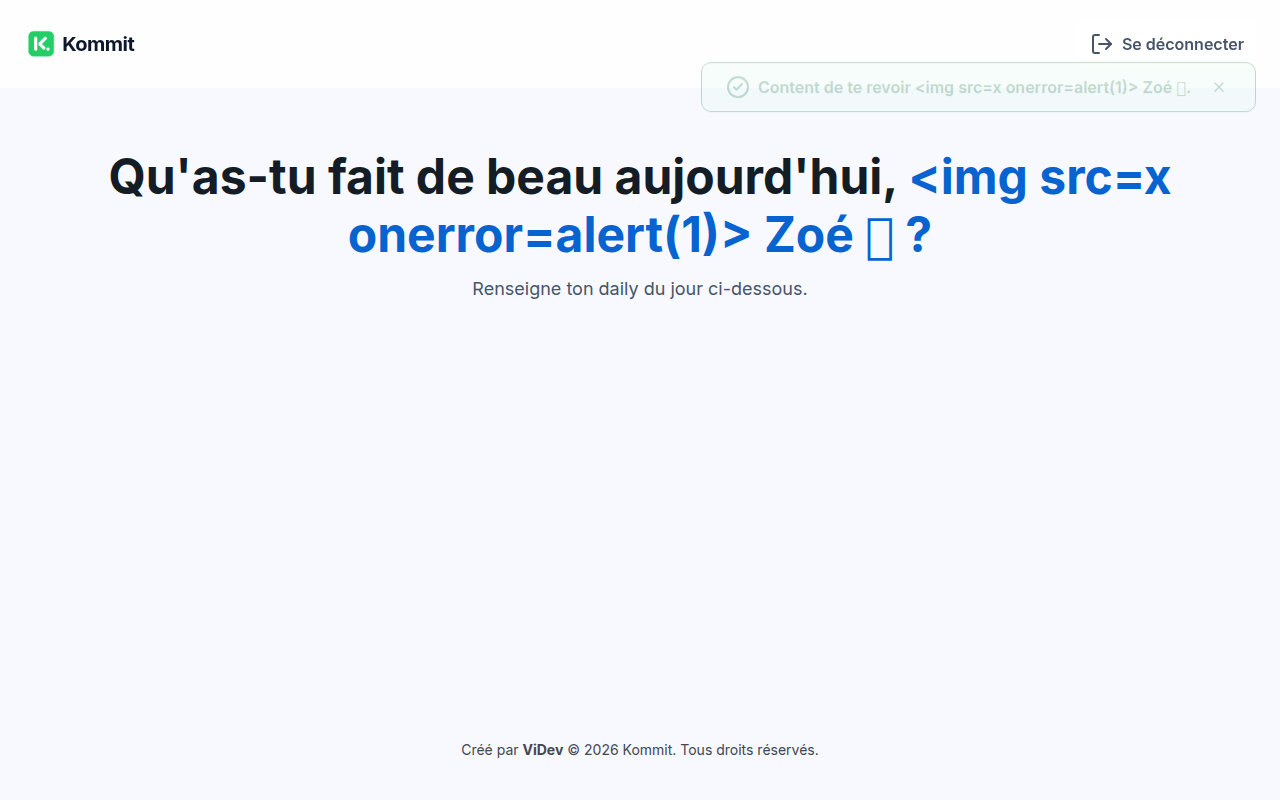 Kommit
Se déconnecter
Content de te revoir <img src=x onerror=alert(1)> Zoé .
Qu'as-tu fait de beau aujourd'hui, <img src=x
onerror=alert(1)> Zoé ?
Renseigne ton daily du jour ci-dessous.
Créé par ViDev © 2026 Kommit. Tous droits réservés.